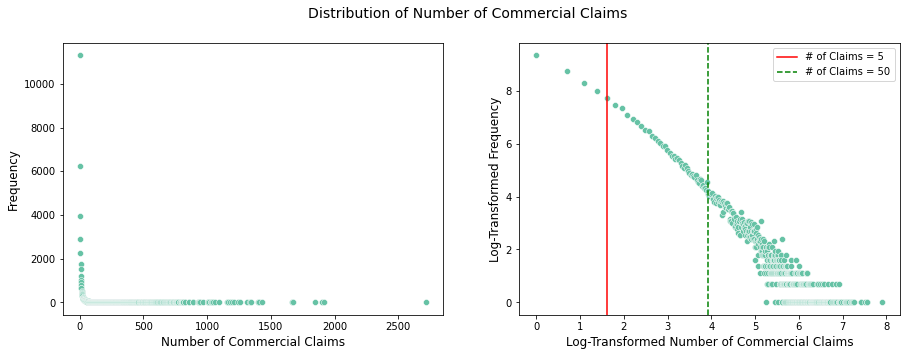 Distribution of Number of Commercial Claims
Frequency
10000
8000
6000
4000
2000
0
0 500 1000 1500 2000 2500
Number of Commercial Claims
Log-Transformed Frequency
8
6
4
2
0
0 1 2 3 4 5 6 7 8
Log-Transformed Number of Commercial Claims
# of Claims = 5
# of Claims = 50